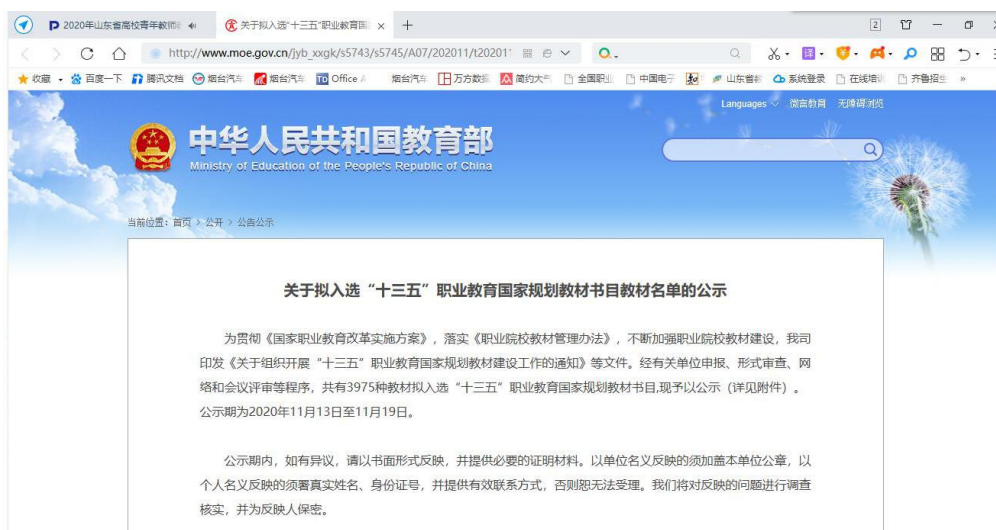 2020年山东省高校青年教师
关于拟入选"十三五"职业教育国
2
http://www.moe.gov.cn/jyb_xxgk/s5743/s5745/A07/202011/t20201
收藏 百度一下 腾讯文档 烟台汽车 烟台汽车 Office 烟台汽车 万方数据 简约大气 全国职业 中国电子 山东省 系统登录 在线培训 齐鲁招生 »
Languages 微言教育 无障碍浏览
中华人民共和国教育部
Ministry of Education of the People's Republic of China
当前位置：首页 > 公开 > 公告公示
关于拟入选“十三五”职业教育国家规划教材书目教材名单的公示
为贯彻《国家职业教育改革实施方案》，落实《职业院校教材管理办法》，不断加强职业院校教材建设，我司
印发《关于组织开展“十三五”职业教育国家规划教材建设工作的通知》等文件。经有关单位申报、形式审查、网
络和会议评审等程序，共有3975种教材拟入选“十三五”职业教育国家规划教材书目,现予以公示（详见附件）。
公示期为2020年11月13日至11月19日。
公示期内，如有异议，请以书面形式反映，并提供必要的证明材料。以单位名义反映的须加盖本单位公章，以
个人名义反映的须署真实姓名、身份证号，并提供有效联系方式，否则恕无法受理。我们将对反映的问题进行调查
核实，并为反映人保密。